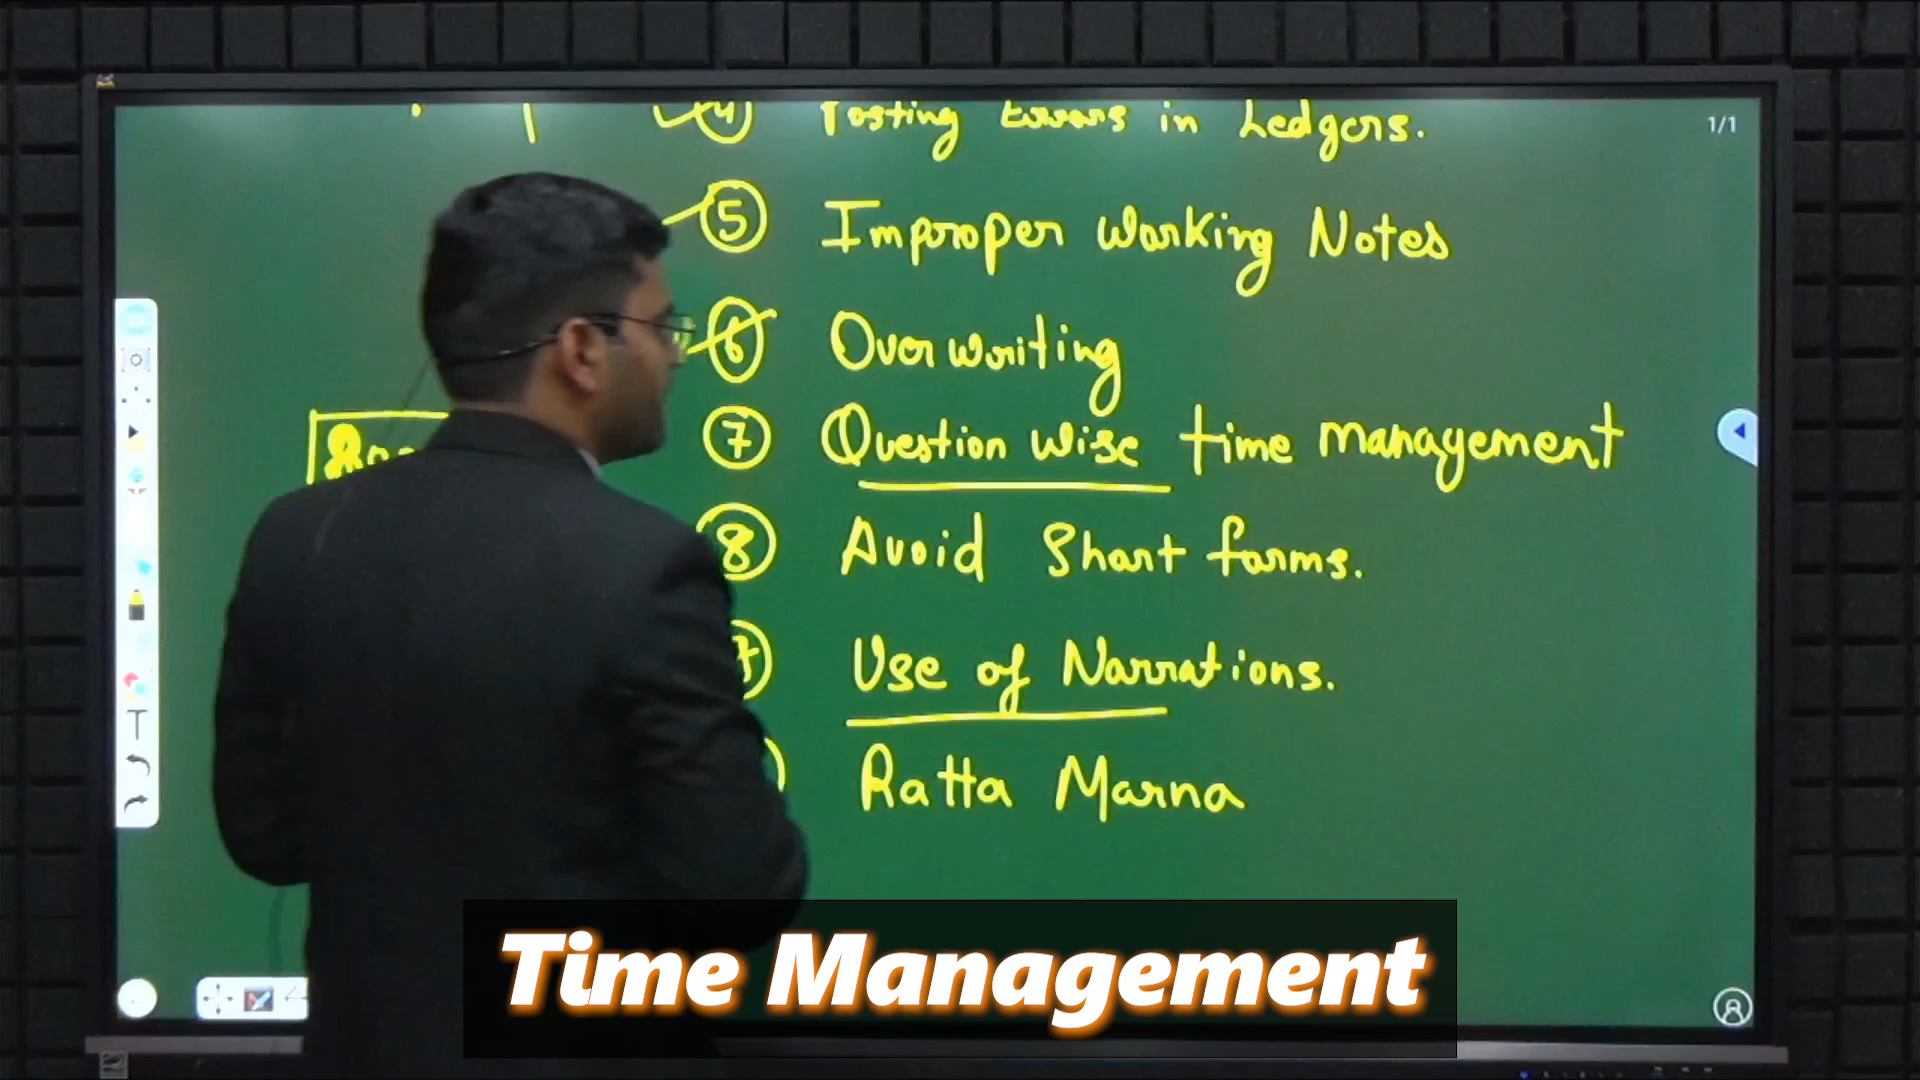 4 Posting Errors in Ledgers.
1/1
5 Improper Working Notes
6 Overwriting
7 Question wise time management
8 Avoid Short forms.
Use of Narrations.
Ratta Marna
T
Time Management